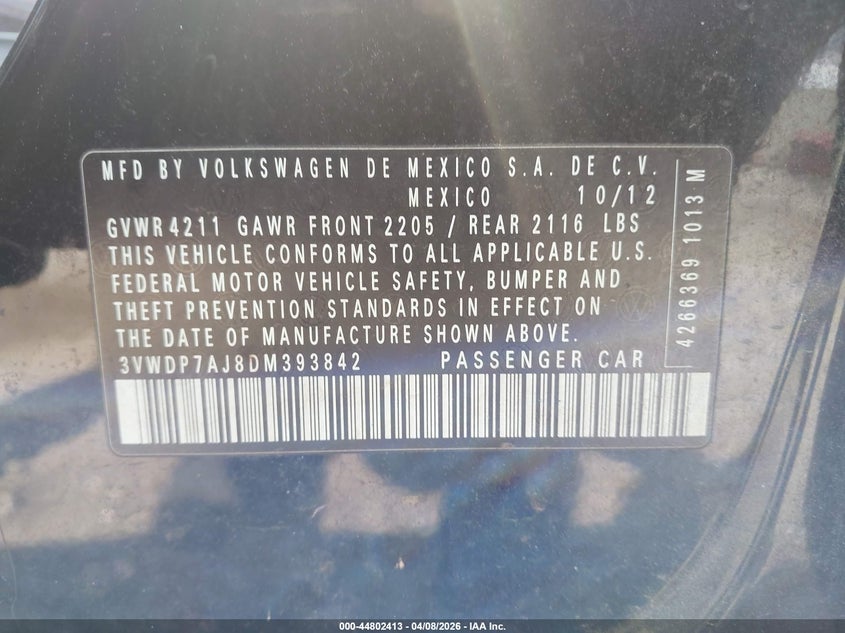 MFD BY VOLKSWAGEN DE MEXICO S.A. DE C.V.
MEXICO 10/12
GVWR 4211 GAWR FRONT 2205 / REAR 2116 LBS
THIS VEHICLE CONFORMS TO ALL APPLICABLE U.S.
FEDERAL MOTOR VEHICLE SAFETY, BUMPER AND
THEFT PREVENTION STANDARDS IN EFFECT ON
THE DATE OF MANUFACTURE SHOWN ABOVE.
3VWDP7AJ8DM393842 PASSENGER CAR
4266369 1013 M
000-44802413 - 04/08/2026 - IAA Inc.